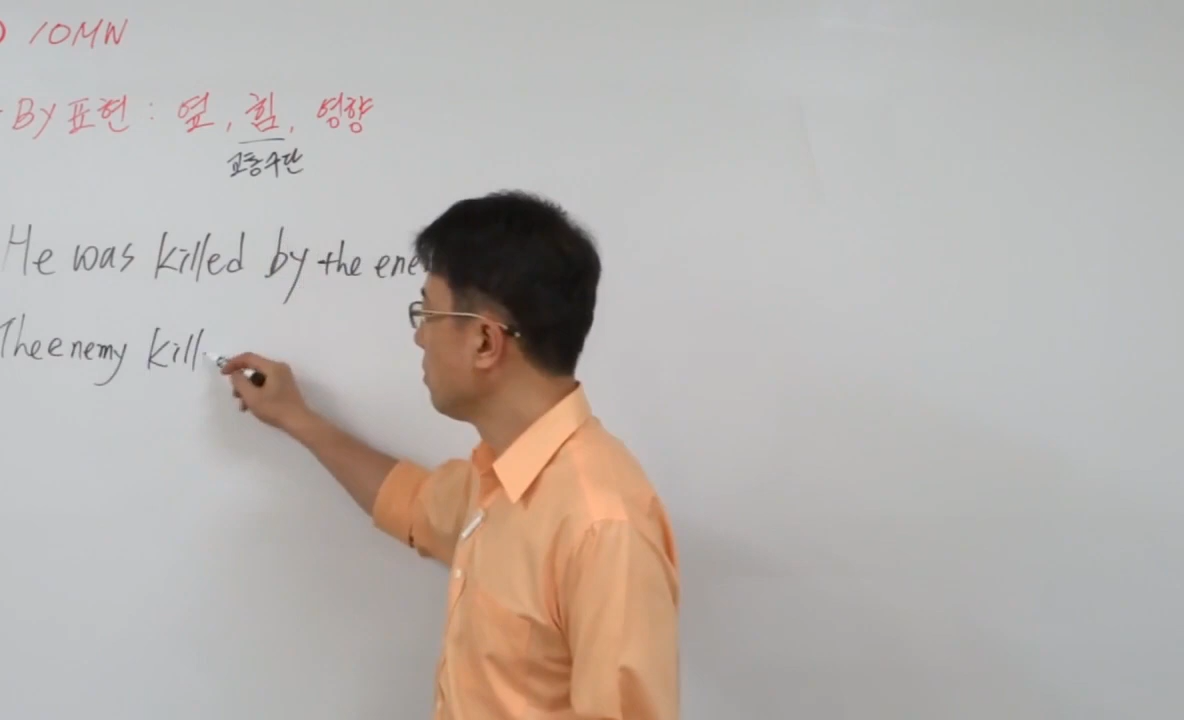 ) 10MW
- By 표현 : 옆, 힘, 영향
교통수단
He was killed by the ene
The enemy kill